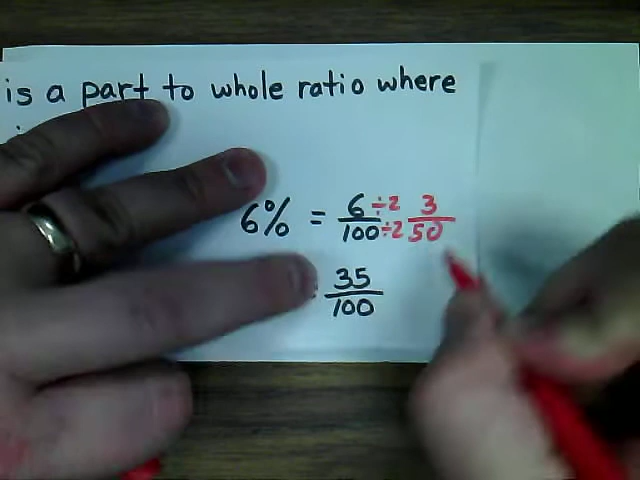 is a part to whole ratio where
6% = 6/100 ÷2 ÷2 3/50
= 35/100